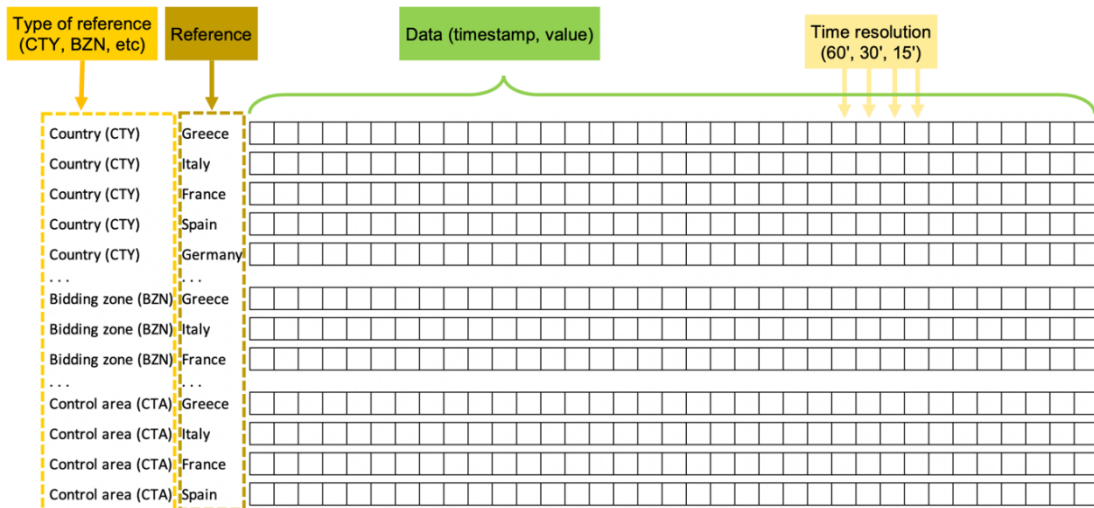 Type of reference
(CTY, BZN, etc)
Reference
Data (timestamp, value)
Time resolution
(60', 30', 15')
Country (CTY) Greece
Country (CTY) Italy
Country (CTY) France
Country (CTY) Spain
Country (CTY) Germany
. . . . . .
Bidding zone (BZN) Greece
Bidding zone (BZN) Italy
Bidding zone (BZN) France
. . . . . .
Control area (CTA) Greece
Control area (CTA) Italy
Control area (CTA) France
Control area (CTA) Spain